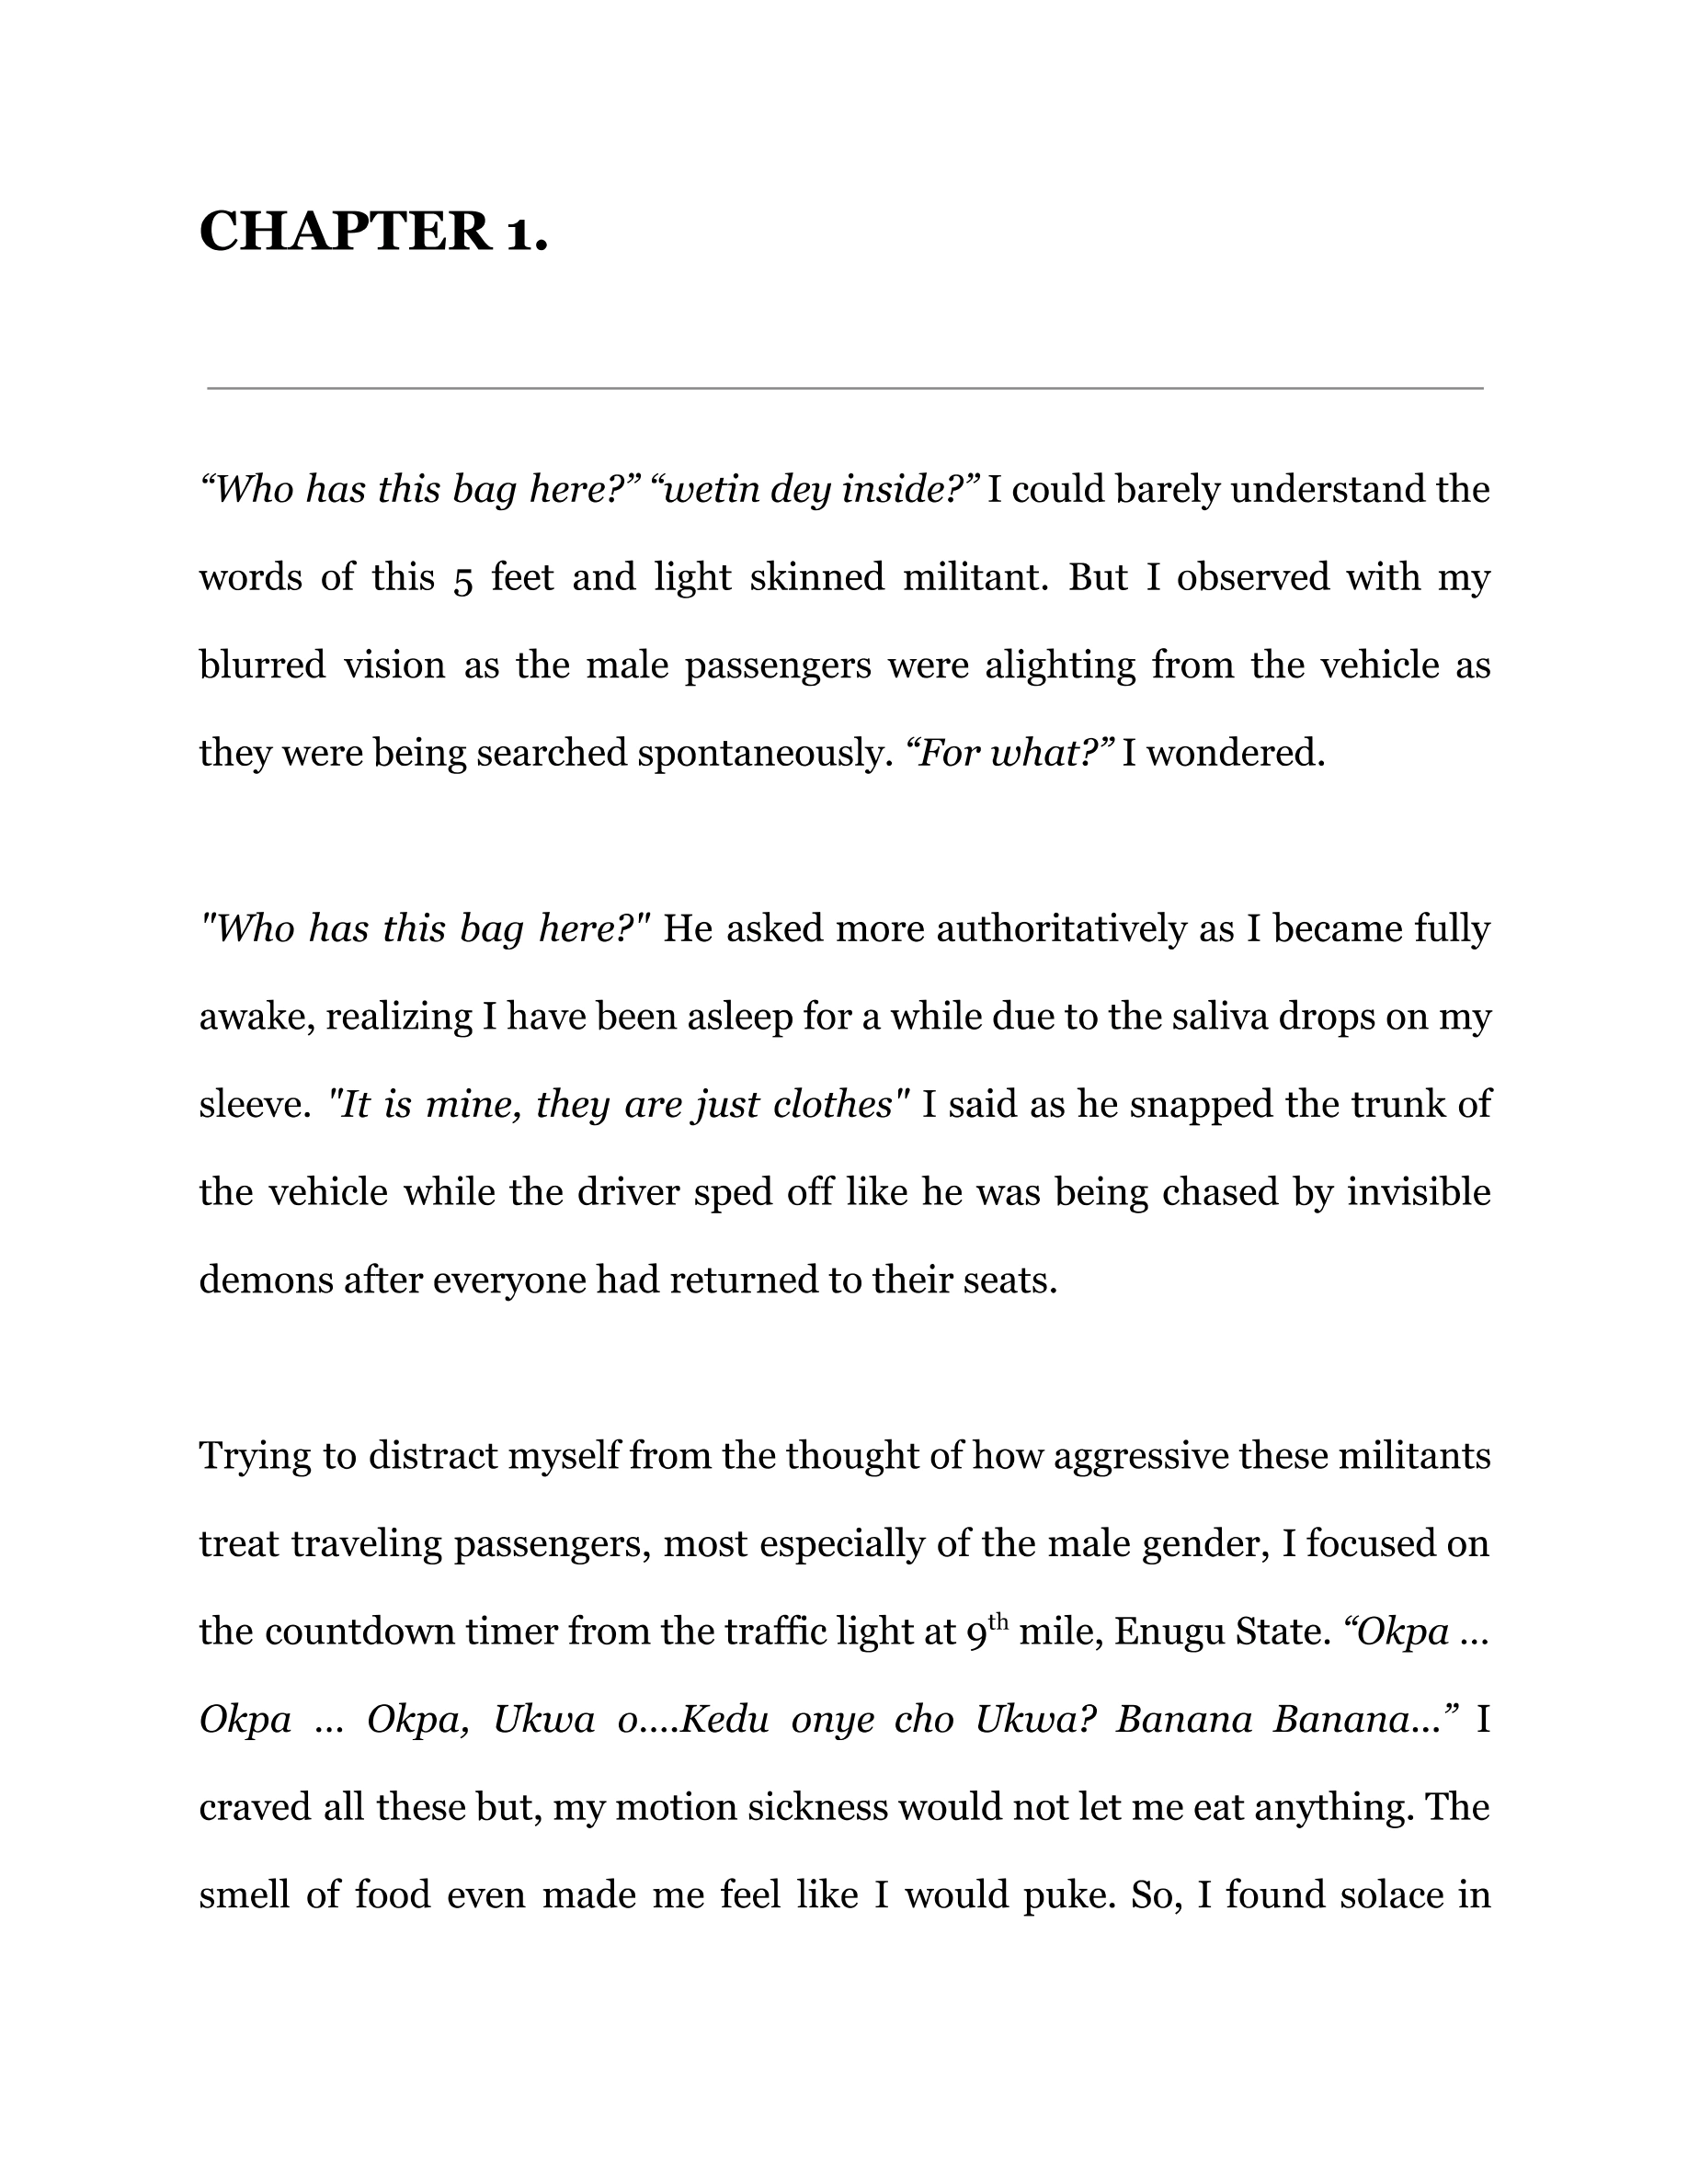 CHAPTER 1.
“Who has this bag here?” “wetin dey inside?” I could barely understand the
words of this 5 feet and light skinned militant. But I observed with my
blurred vision as the male passengers were alighting from the vehicle as
they were being searched spontaneously. “For what?” I wondered.
"Who has this bag here?" He asked more authoritatively as I became fully
awake, realizing I have been asleep for a while due to the saliva drops on my
sleeve. "It is mine, they are just clothes" I said as he snapped the trunk of
the vehicle while the driver sped off like he was being chased by invisible
demons after everyone had returned to their seats.
Trying to distract myself from the thought of how aggressive these militants
treat traveling passengers, most especially of the male gender, I focused on
the countdown timer from the traffic light at 9th mile, Enugu State. “Okpa ...
Okpa ... Okpa, Ukwa o....Kedu onye cho Ukwa? Banana Banana...” I
craved all these but, my motion sickness would not let me eat anything. The
smell of food even made me feel like I would puke. So, I found solace in